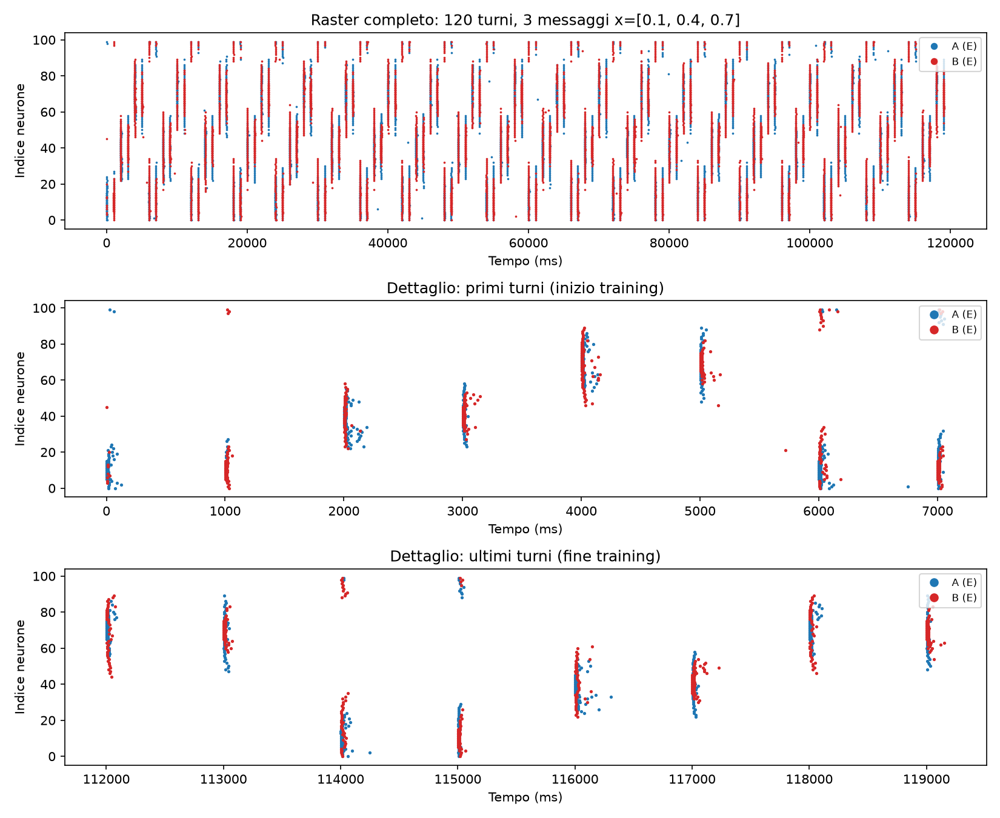 Raster completo: 120 turni, 3 messaggi x=[0.1, 0.4, 0.7]
100
80
60
40
20
0
Indice neurone
A (E)
B (E)
0
20000
40000
60000
80000
100000
120000
Tempo (ms)
Dettaglio: primi turni (inizio training)
100
80
60
40
20
0
Indice neurone
A (E)
B (E)
0
1000
2000
3000
4000
5000
6000
7000
Tempo (ms)
Dettaglio: ultimi turni (fine training)
100
80
60
40
20
0
Indice neurone
A (E)
B (E)
112000
113000
114000
115000
116000
117000
118000
119000
Tempo (ms)